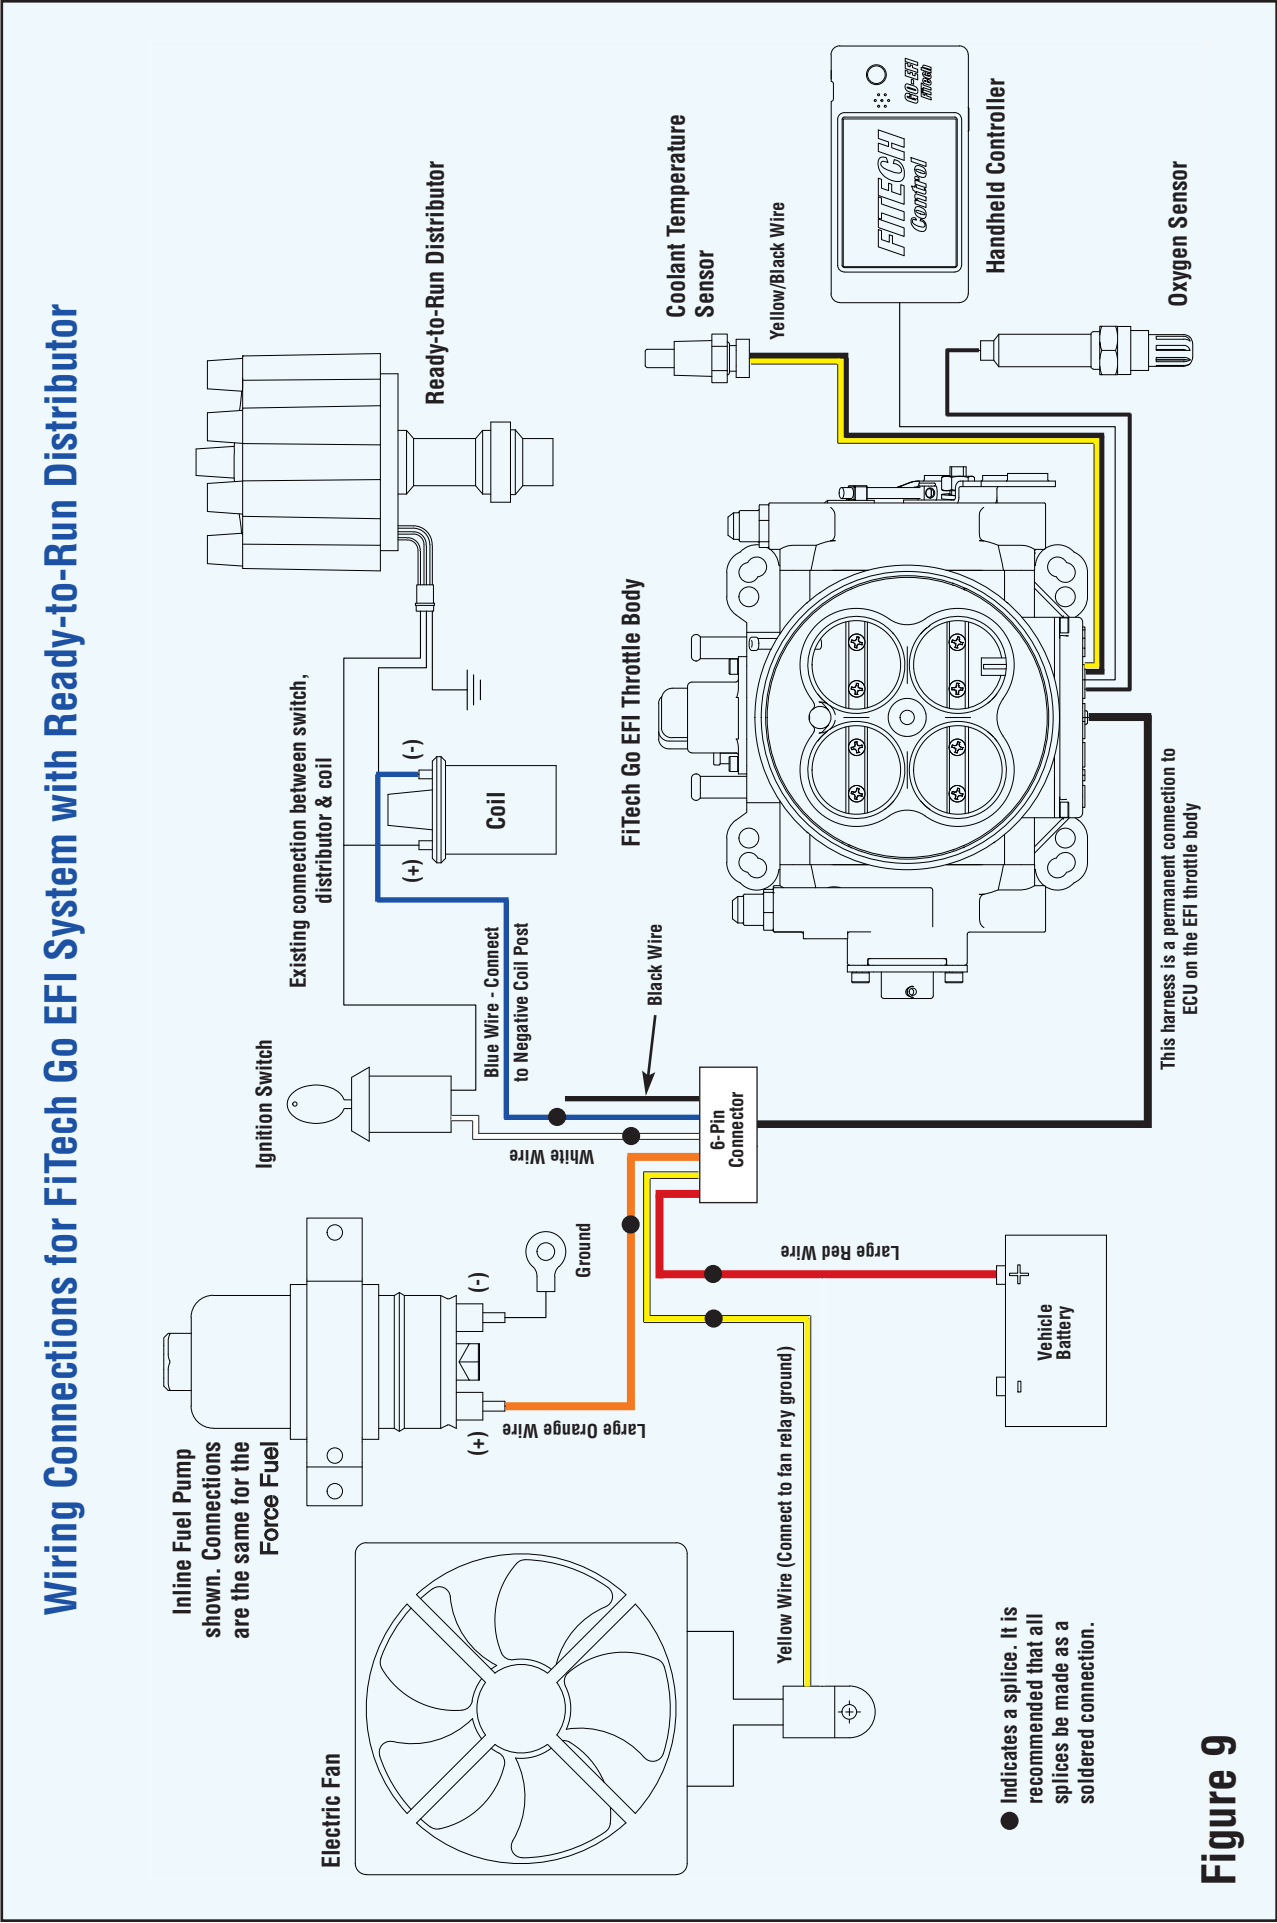 Wiring Connections for FiTech Go EFI System with Ready-to-Run Distributor
Inline Fuel Pump
shown. Connections
are the same for the
Force Fuel
(+)
(-)
Ground
Large Orange Wire
Ignition Switch
White Wire
Existing connection between switch,
distributor & coil
Ready-to-Run Distributor
(+)
(-)
Coil
Blue Wire - Connect
to Negative Coil Post
Black Wire
Electric Fan
Yellow Wire (Connect to fan relay ground)
Large Red Wire
6-Pin
Connector
FiTech Go EFI Throttle Body
Coolant Temperature
Sensor
Yellow/Black Wire
FITECH
Control
GO-EFI
FiTech
Handheld Controller
Oxygen Sensor
Vehicle
Battery
-
+
This harness is a permanent connection to
ECU on the EFI throttle body
Indicates a splice. It is
recommended that all
splices be made as a
soldered connection.
Figure 9